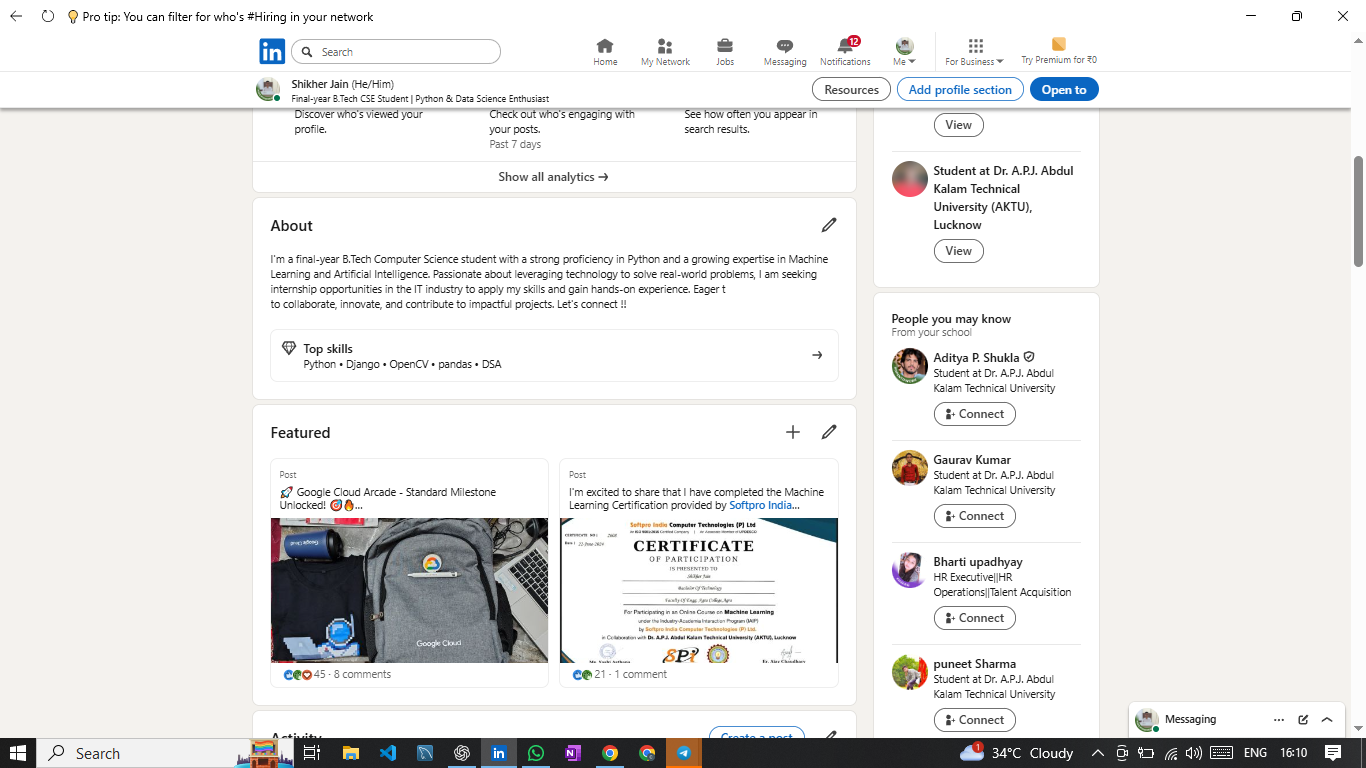 Pro tip: You can filter for who's #Hiring in your network
in
Search
Home
My Network
Jobs
Messaging
12
Notifications
Me
For Business
Try Premium for ₹0
Shikher Jain (He/Him)
Final-year B.Tech CSE Student | Python & Data Science Enthusiast
Resources
Add profile section
Open to
Discover who's viewed your
profile.
Check out who's engaging with
your posts.
Past 7 days
See how often you appear in
search results.
Show all analytics →
About
I'm a final-year B.Tech Computer Science student with a strong proficiency in Python and a growing expertise in Machine
Learning and Artificial Intelligence. Passionate about leveraging technology to solve real-world problems, I am seeking
internship opportunities in the IT industry to apply my skills and gain hands-on experience. Eager t
to collaborate, innovate, and contribute to impactful projects. Let's connect !!
Top skills
Python • Django • OpenCV • pandas • DSA
Featured
Post
🚀 Google Cloud Arcade - Standard Milestone
Unlocked! 🎯🔥...
Google Cloud
Google Cloud
45 · 8 comments
Post
I'm excited to share that I have completed the Machine
Learning Certification provided by Softpro India...
Softpro India Computer Technologies (P) Ltd
CERTIFICATE NO :
Date : 22-June-2024
CERTIFICATE
OF PARTICIPATION
IS PRESENTED TO
Shikher Jain
Bachelor Of Technology
For Participating in an Online Course on Machine Learning
under the Industry-Academia Interaction Program (IAIP)
by Softpro India Computer Technologies (P) Ltd.
in Collaboration with Dr. A.P.J. Abdul Kalam Technical University (AKTU), Lucknow
Er. Ajay Chaudhary
21 · 1 comment
Activity
Create a post
View
Student at Dr. A.P.J. Abdul
Kalam Technical
University (AKTU),
Lucknow
View
People you may know
From your school
Aditya P. Shukla
Student at Dr. A.P.J. Abdul
Kalam Technical University
Connect
Gaurav Kumar
Student at Dr. A.P.J. Abdul
Kalam Technical University
Connect
Bharti upadhyay
HR Executive||HR
Operations||Talent Acquisition
Connect
puneet Sharma
Student at Dr. A.P.J. Abdul
Kalam Technical University
Connect
Messaging
Search
1
34°C Cloudy
ENG
16:10